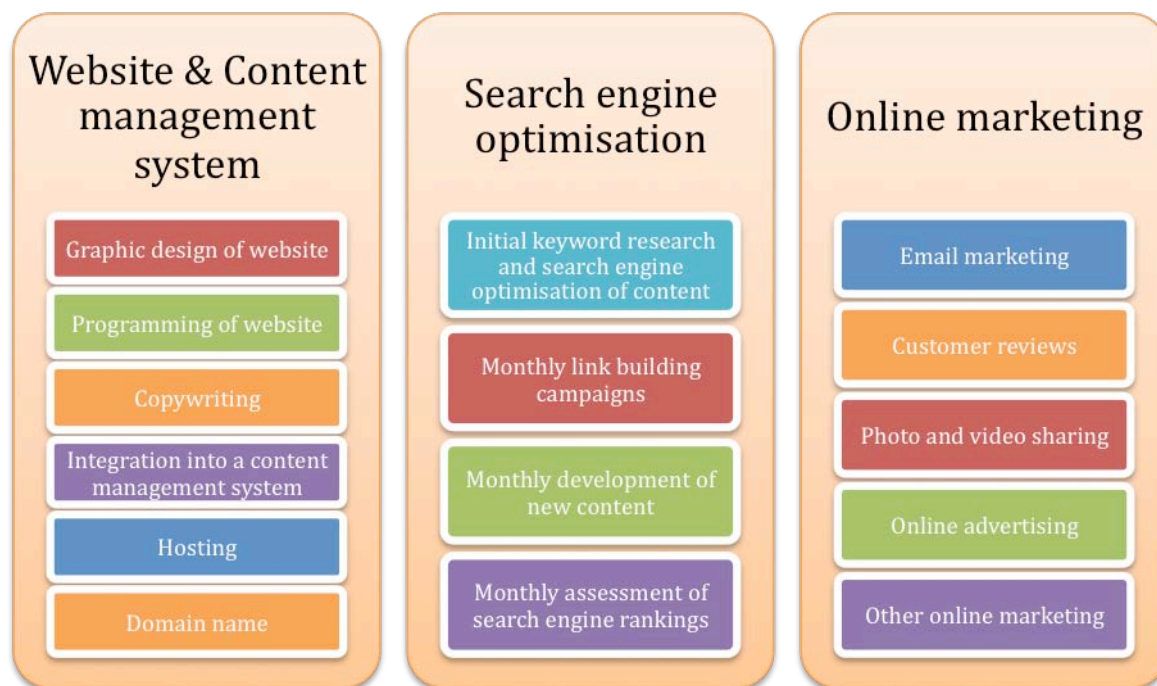 Website & Content
management
system
Graphic design of website
Programming of website
Copywriting
Integration into a content
management system
Hosting
Domain name
Search engine
optimisation
Initial keyword research
and search engine
optimisation of content
Monthly link building
campaigns
Monthly development of
new content
Monthly assessment of
search engine rankings
Online marketing
Email marketing
Customer reviews
Photo and video sharing
Online advertising
Other online marketing